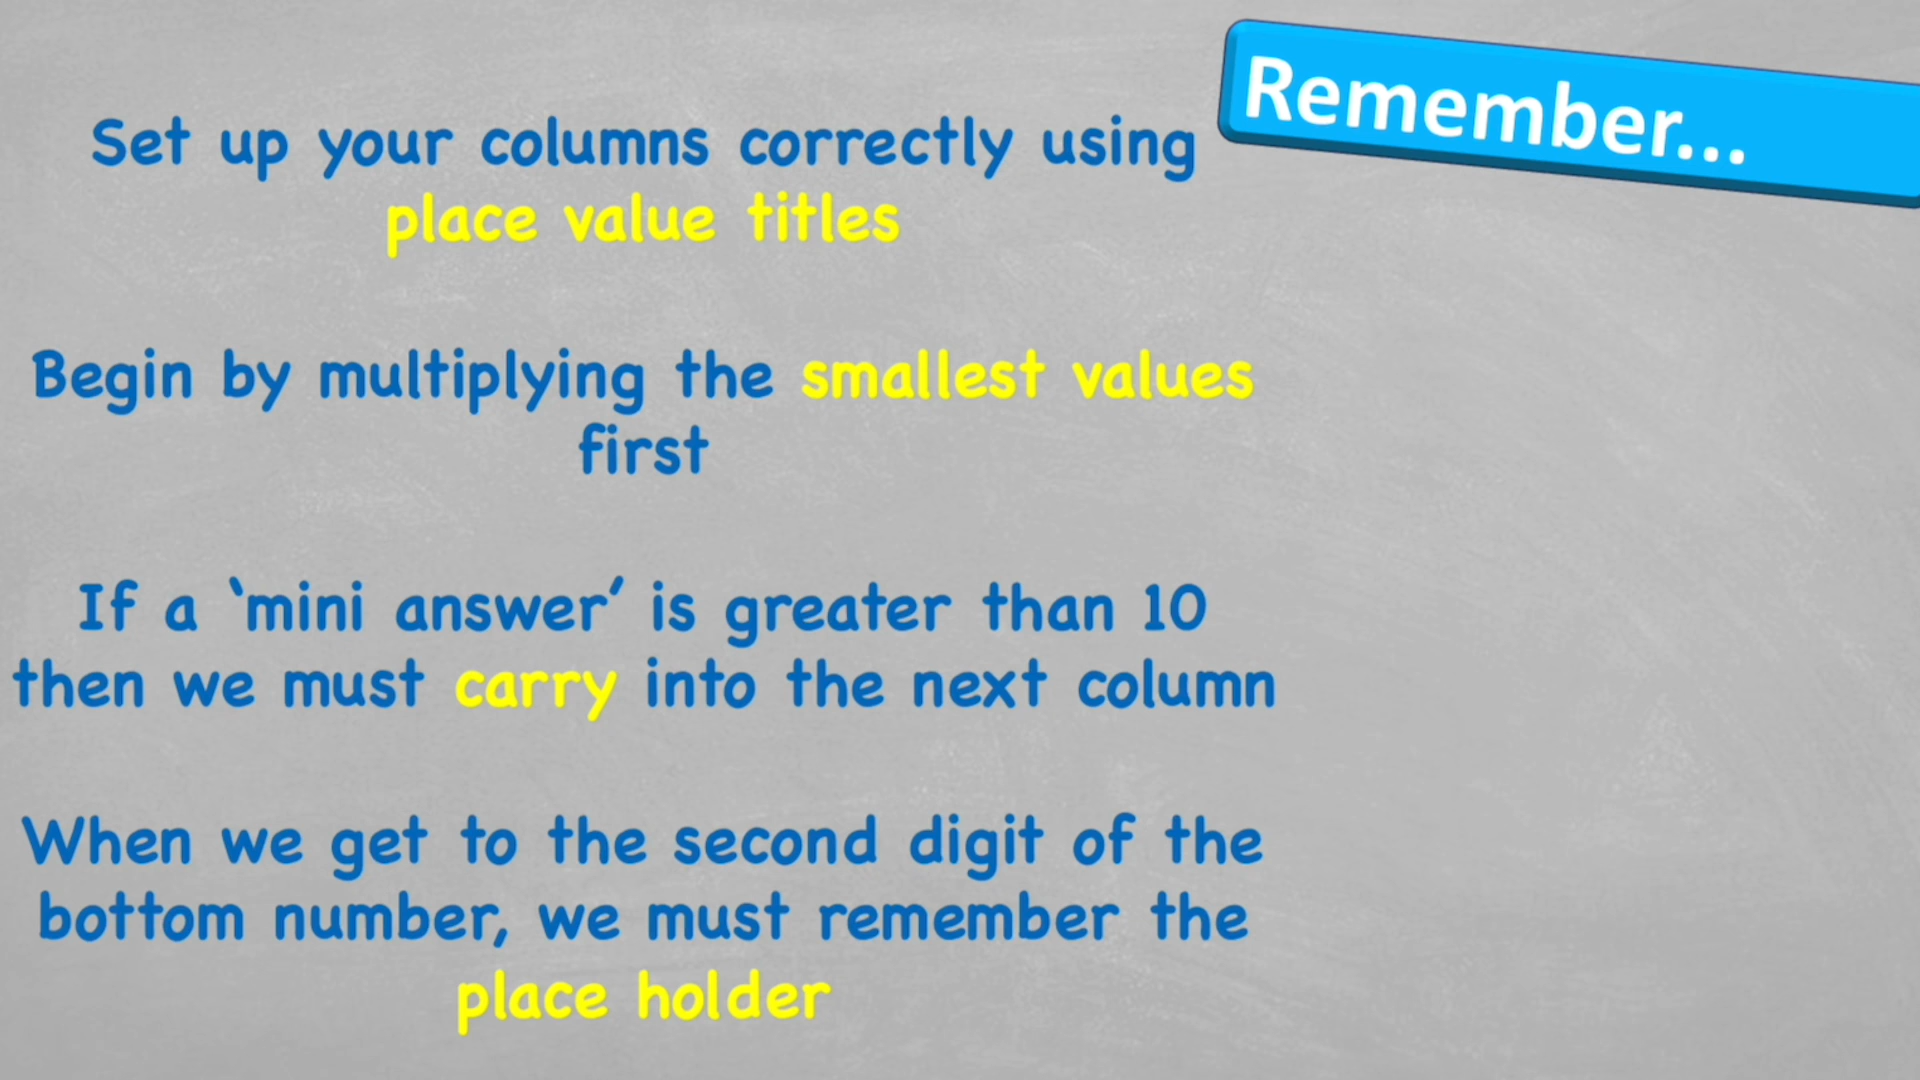 Remember...
Set up your columns correctly using
place value titles
Begin by multiplying the smallest values
first
If a ‘mini answer’ is greater than 10
then we must carry into the next column
When we get to the second digit of the
bottom number, we must remember the
place holder